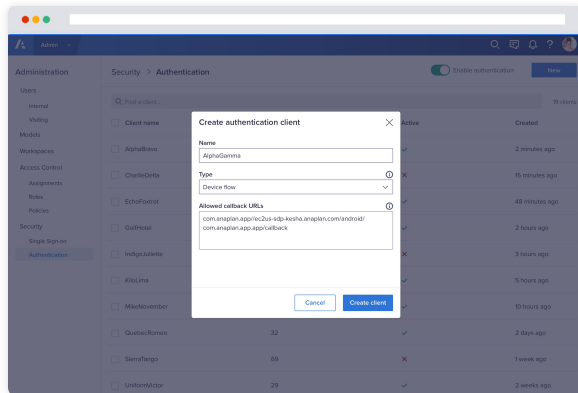 Admin
Administration
Security > Authentication
Enable authentication
New
Users
Internal
Visiting
Models
Workspaces
Access Control
Assignments
Roles
Policies
Security
Single Sign on
Authentication
Find a client...
Client name
Active
Created
AlphaBravo
2 minutes ago
CharlieDelta
15 minutes ago
EchoFoxtrot
48 minutes ago
GolfHotel
2 hours ago
IndigoJuliette
3 hours ago
KiloLima
5 hours ago
MikeNovember
10 hours ago
QuebecRomeo
32
2 days ago
SierraTango
69
1 week ago
UniformVictor
29
2 weeks ago
Create authentication client
Name
AlphaGamma
Type
Device flow
Allowed callback URLs
com.anaplan.app//ec2us-sdp-kesha.anaplan.com/android/
com.anaplan.app.app/callback
Cancel
Create client